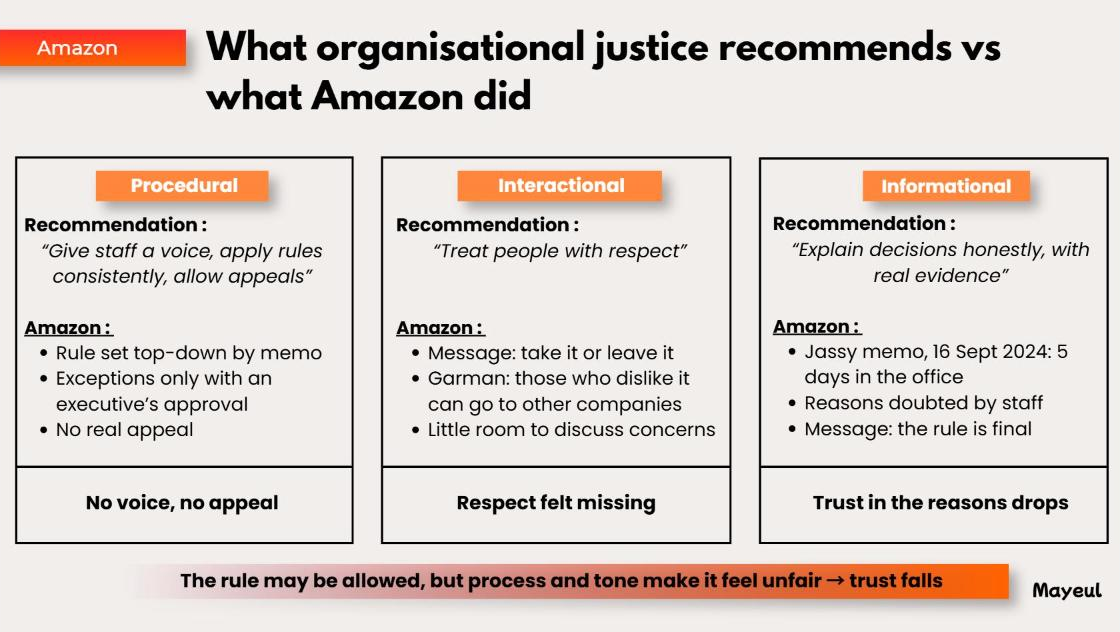 Amazon
What organisational justice recommends vs
what Amazon did
Procedural
Recommendation :
“Give staff a voice, apply rules
consistently, allow appeals”
Amazon :
• Rule set top-down by memo
• Exceptions only with an
executive’s approval
• No real appeal
No voice, no appeal
Interactional
Recommendation :
“Treat people with respect”
Amazon :
• Message: take it or leave it
• Garman: those who dislike it
can go to other companies
• Little room to discuss concerns
Respect felt missing
Informational
Recommendation :
“Explain decisions honestly, with
real evidence”
Amazon :
• Jassy memo, 16 Sept 2024: 5
days in the office
• Reasons doubted by staff
• Message: the rule is final
Trust in the reasons drops
The rule may be allowed, but process and tone make it feel unfair → trust falls
Mayeul